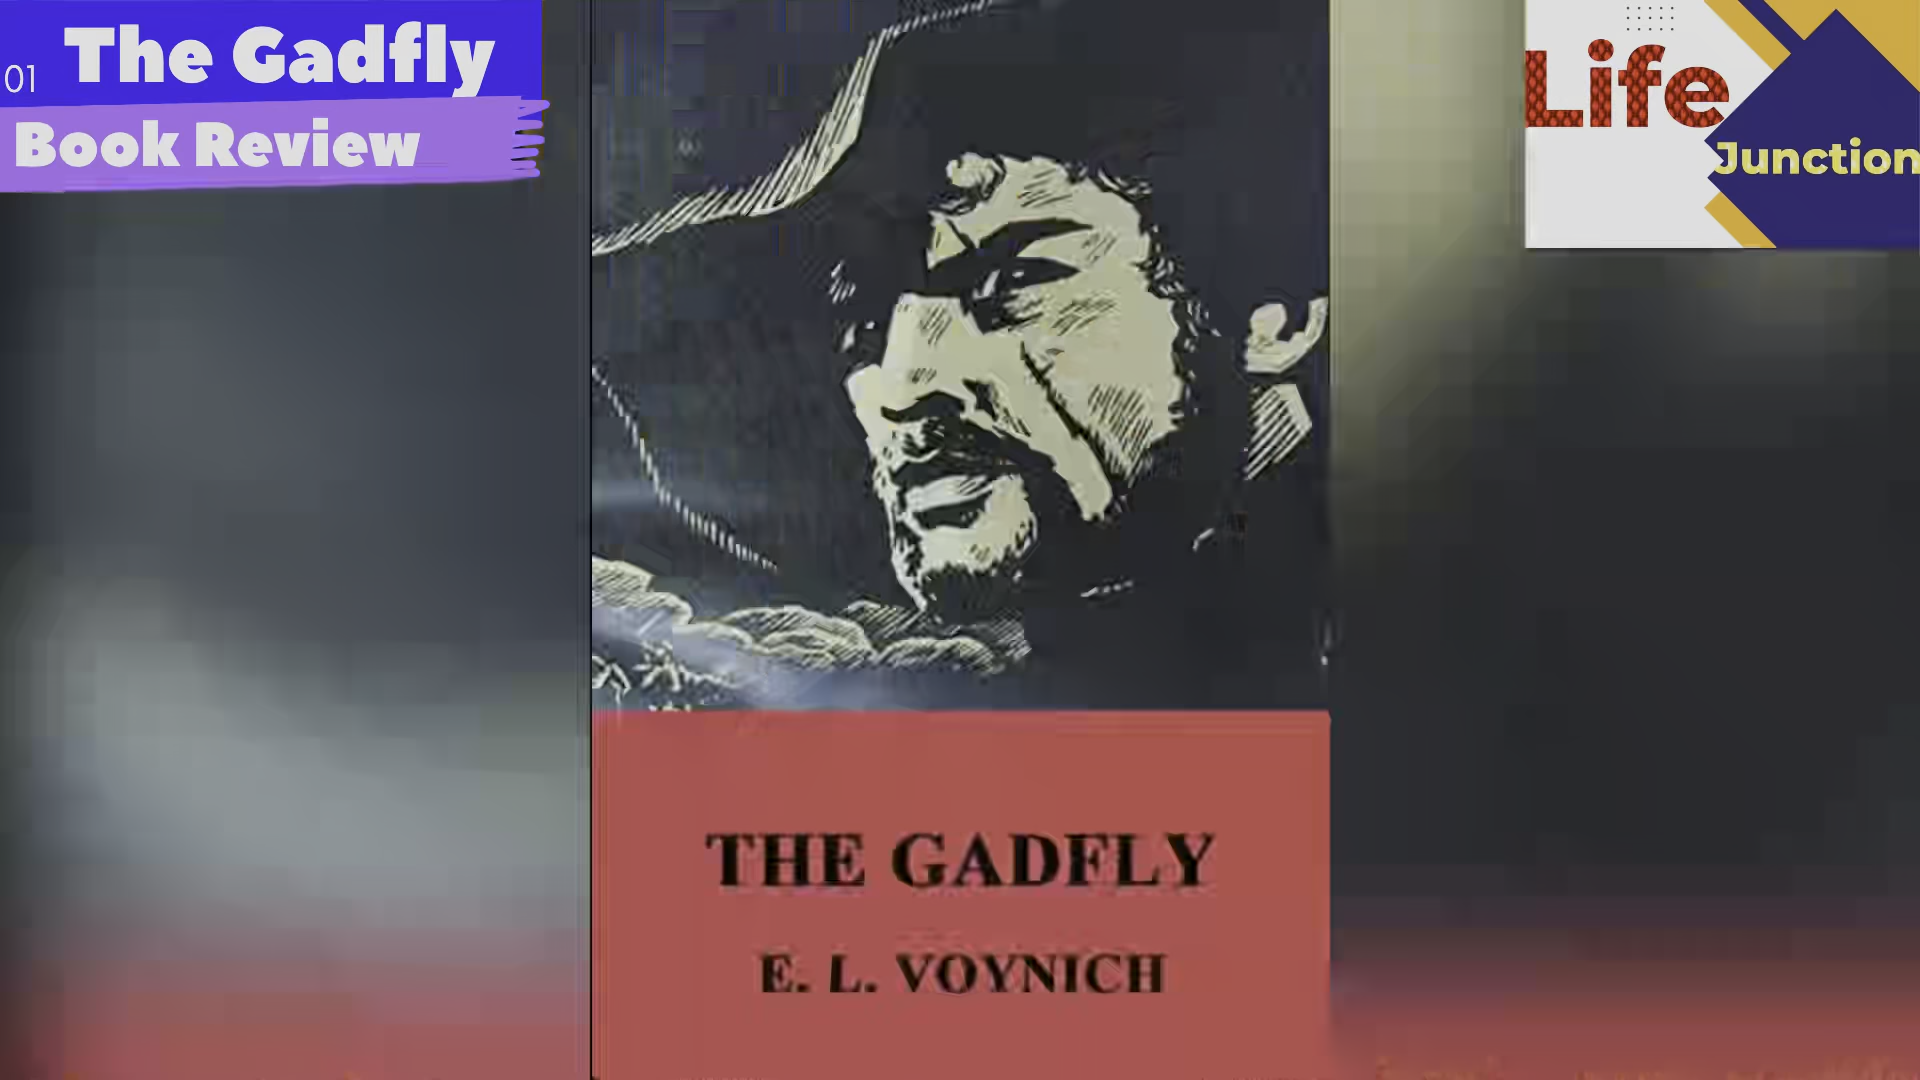 01 The Gadfly
Book Review
Life
Junction
THE GADFLY
E. L. VOYNICH